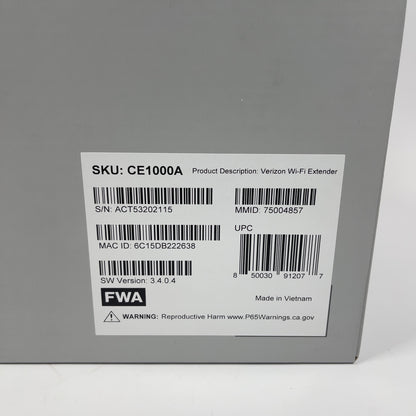 SKU: CE1000A Product Description: Verizon Wi-Fi Extender
S/N: ACT53202115
MMID: 75004857
MAC ID: 6C15DB222638
UPC
8 50030 91207 7
SW Version: 3.4.0.4
FWA
Made in Vietnam
WARNING: Reproductive Harm www.P65Warnings.ca.gov